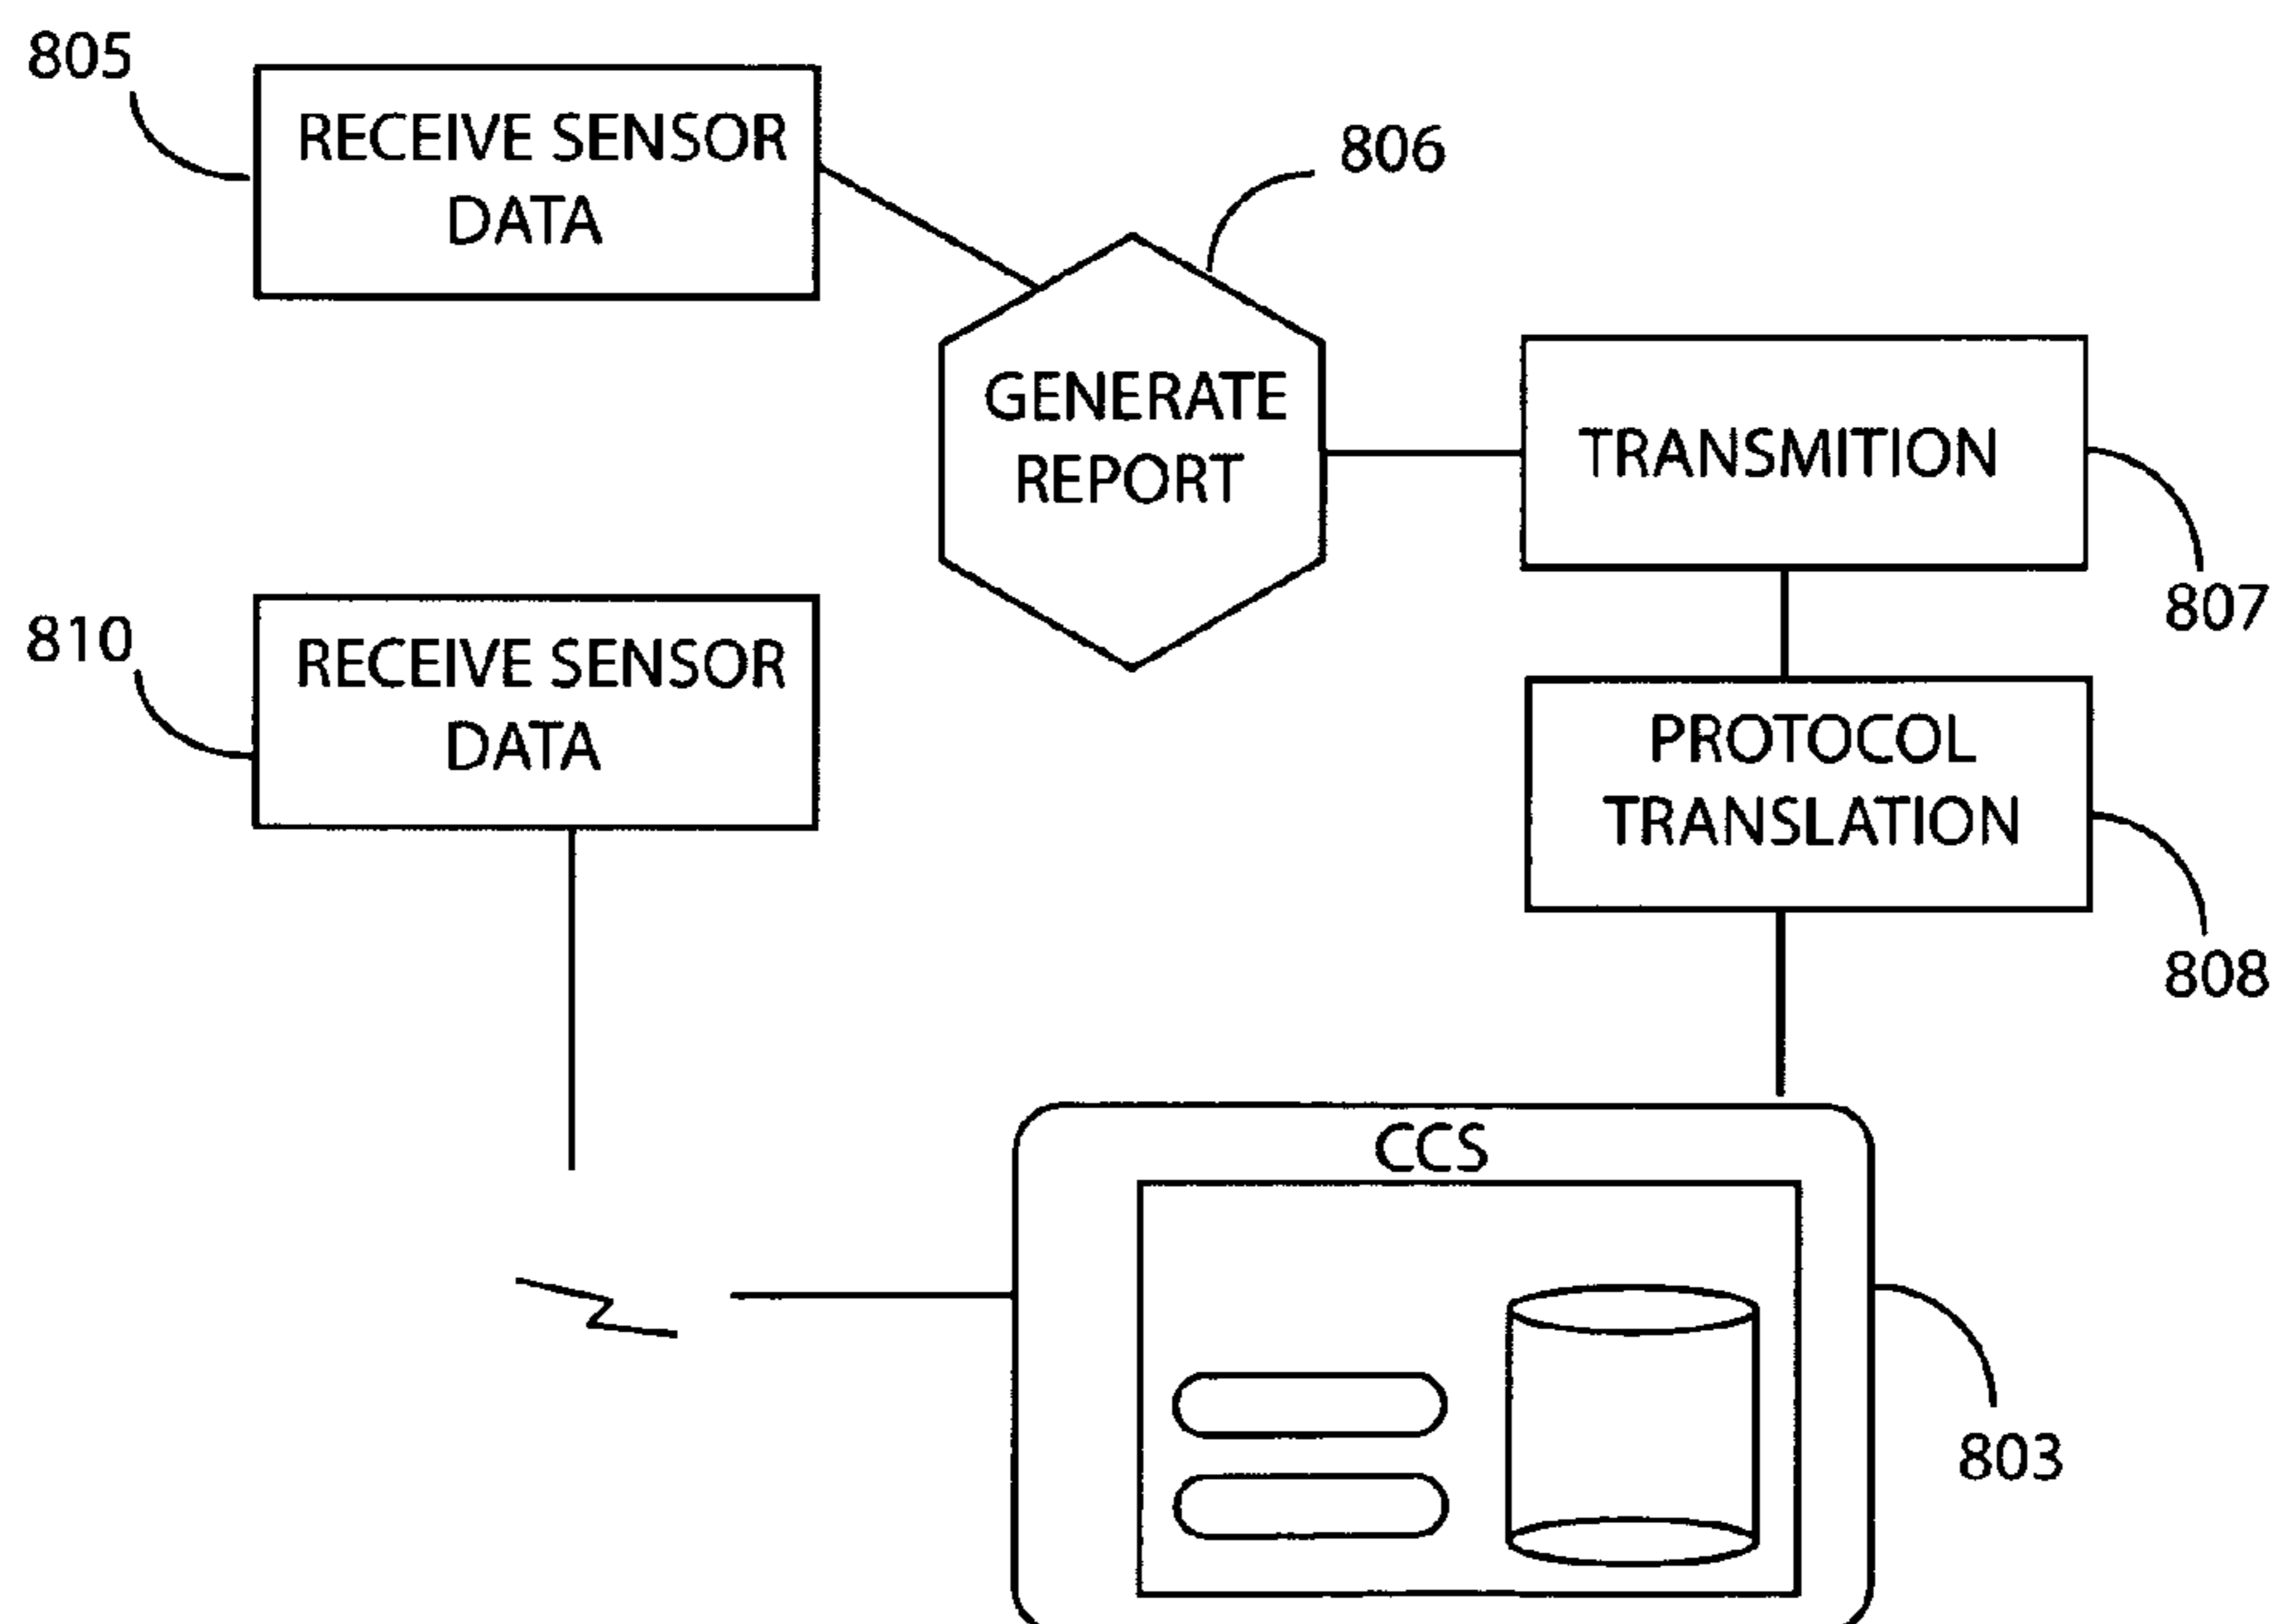 805
RECEIVE SENSOR
DATA
806
GENERATE
REPORT
TRANSMITION
807
810
RECEIVE SENSOR
DATA
PROTOCOL
TRANSLATION
808
CCS
803